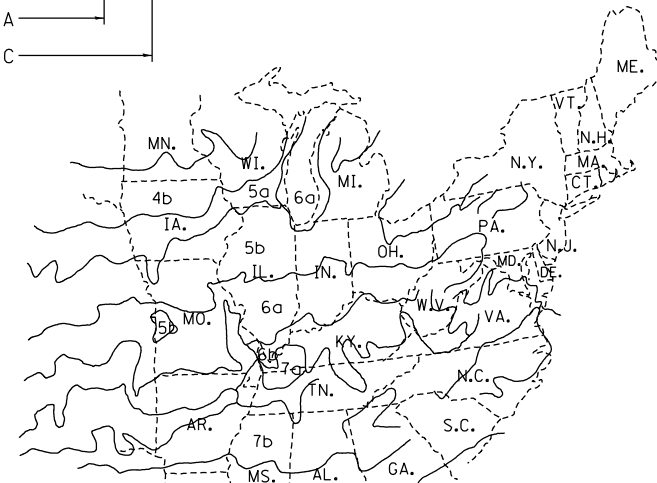 A
C
ME.
VT.
MN.
N.H.
WI.
N.Y.
MA.
MI.
CT.
4b
5a
6a
IA.
PA.
5b
OH.
N.J.
MD.
IL.
IN.
DE.
6a
W.V.
MO.
VA.
5b
KY.
6b
7a
N.C.
TN.
AR.
S.C.
7b
MS.
AL.
GA.